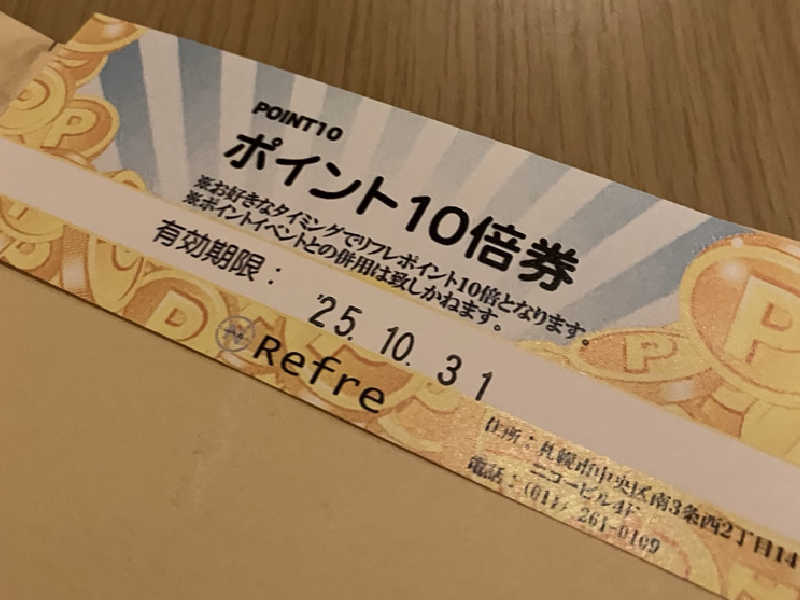 POINT10
ポイント10倍券
※お好きなタイミングでリフレポイント10倍となります。
※ポイントイベントとの併用は致しかねます。
有効期限：
'25.10.31
Refre
住所：札幌市中央区南3条西2丁目14
ニコービル4F
電話：261-0109